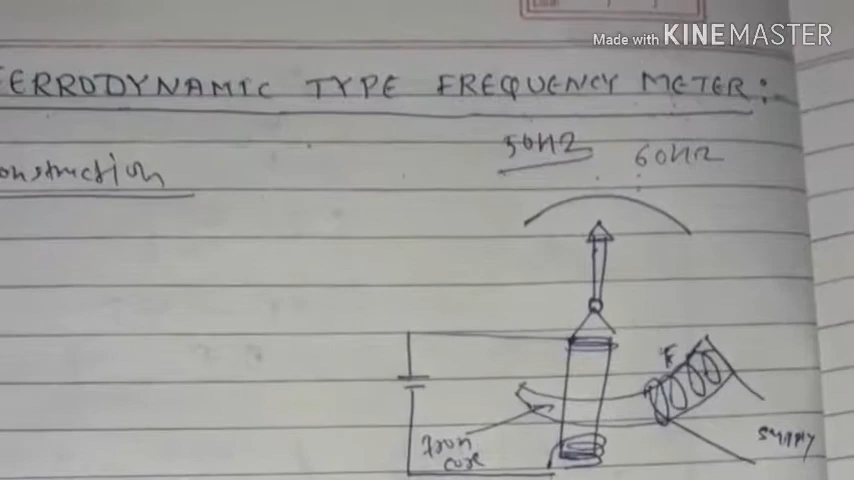 Made with KINEMASTER
ERRODYNAMIC TYPE FREQUENCY METER:
50HZ 60HZ
onstruction
F
Iron
core
supply